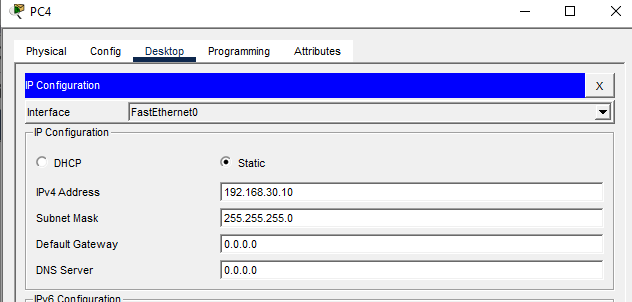 PC4
Physical Config Desktop Programming Attributes
IP Configuration X
Interface FastEthernet0
IP Configuration
DHCP Static
IPv4 Address 192.168.30.10
Subnet Mask 255.255.255.0
Default Gateway 0.0.0.0
DNS Server 0.0.0.0
IPv6 Configuration